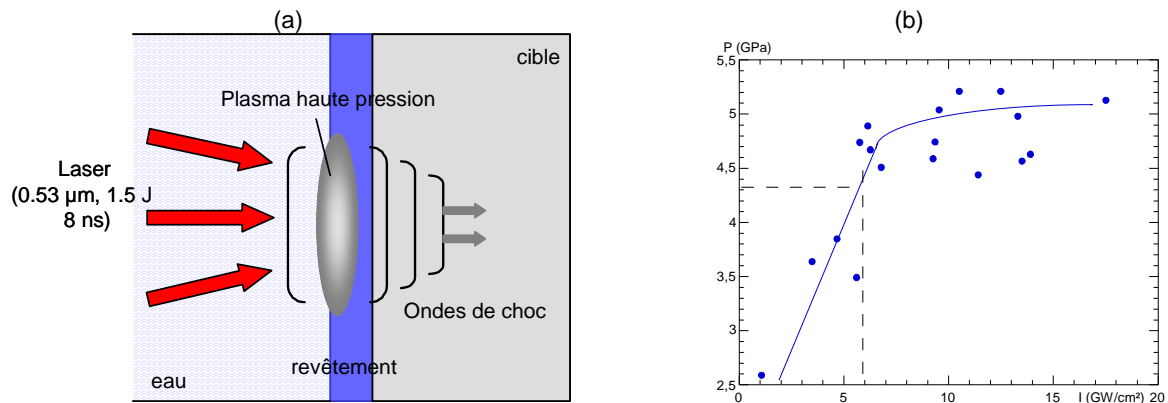 (a)
cible
Plasma haute pression
Laser
(0.53 µm, 1.5 J
8 ns)
Ondes de choc
revêtement
eau
(b)
P (GPa)
5,5
5
4,5
4
3,5
3
2,5
0
5
10
15
20
I (GW/cm²)